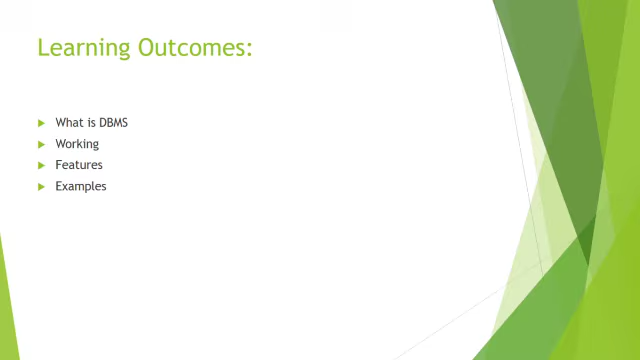 Learning Outcomes:
What is DBMS
Working
Features
Examples